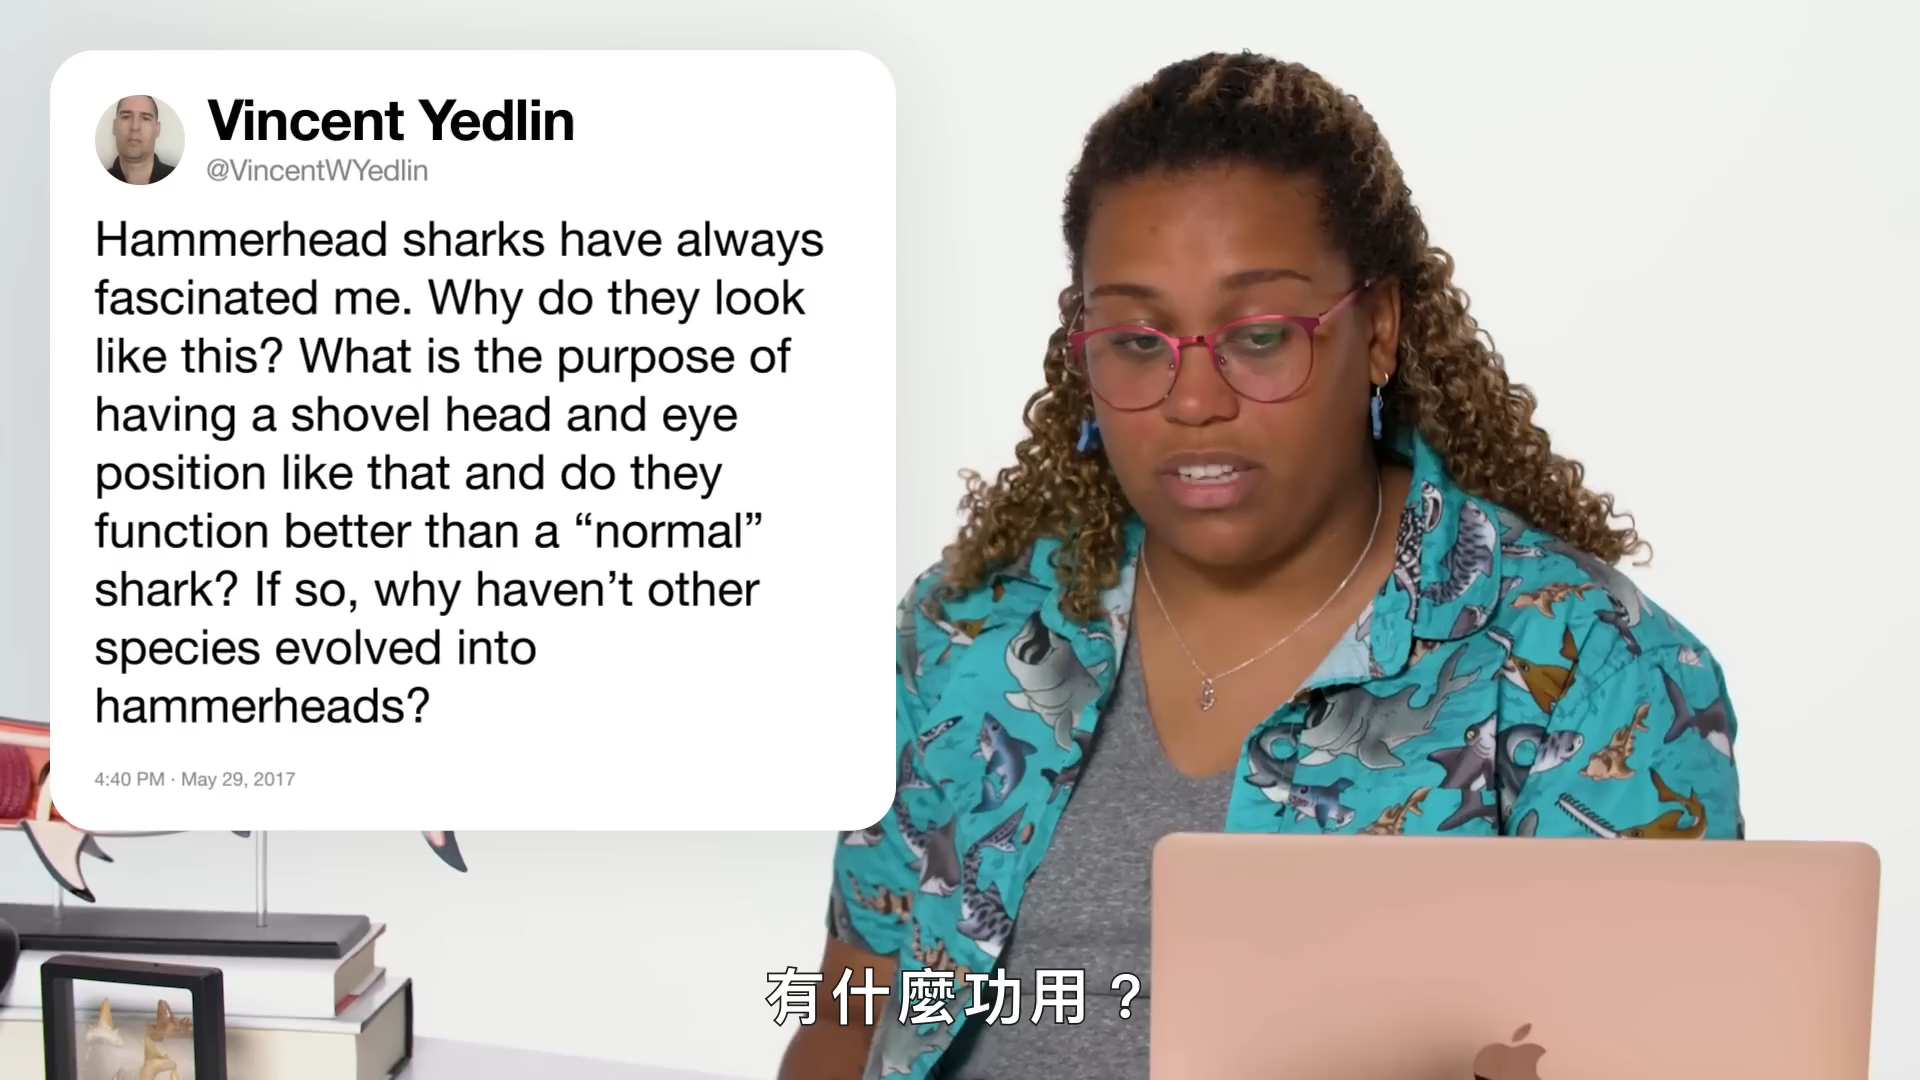 Vincent Yedlin
@VincentWYedlin
Hammerhead sharks have always
fascinated me. Why do they look
like this? What is the purpose of
having a shovel head and eye
position like that and do they
function better than a “normal”
shark? If so, why haven’t other
species evolved into
hammerheads?
4:40 PM · May 29, 2017
有什麼功用？